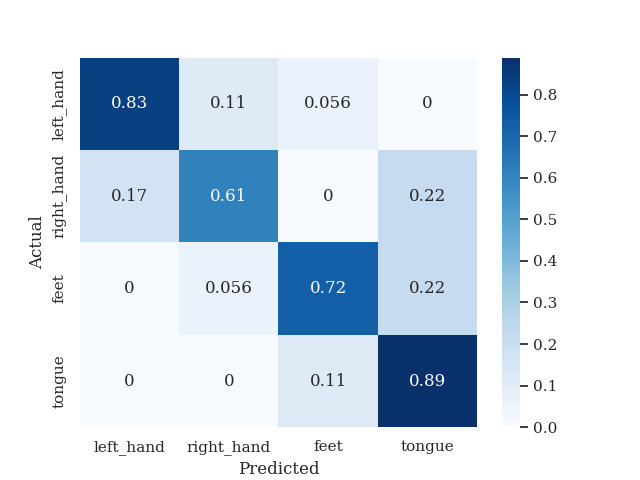 left_hand 0.83 0.11 0.056 0
right_hand 0.17 0.61 0 0.22
feet 0 0.056 0.72 0.22
tongue 0 0 0.11 0.89
left_hand right_hand feet tongue
Actual
Predicted
0.8
0.7
0.6
0.5
0.4
0.3
0.2
0.1
0.0